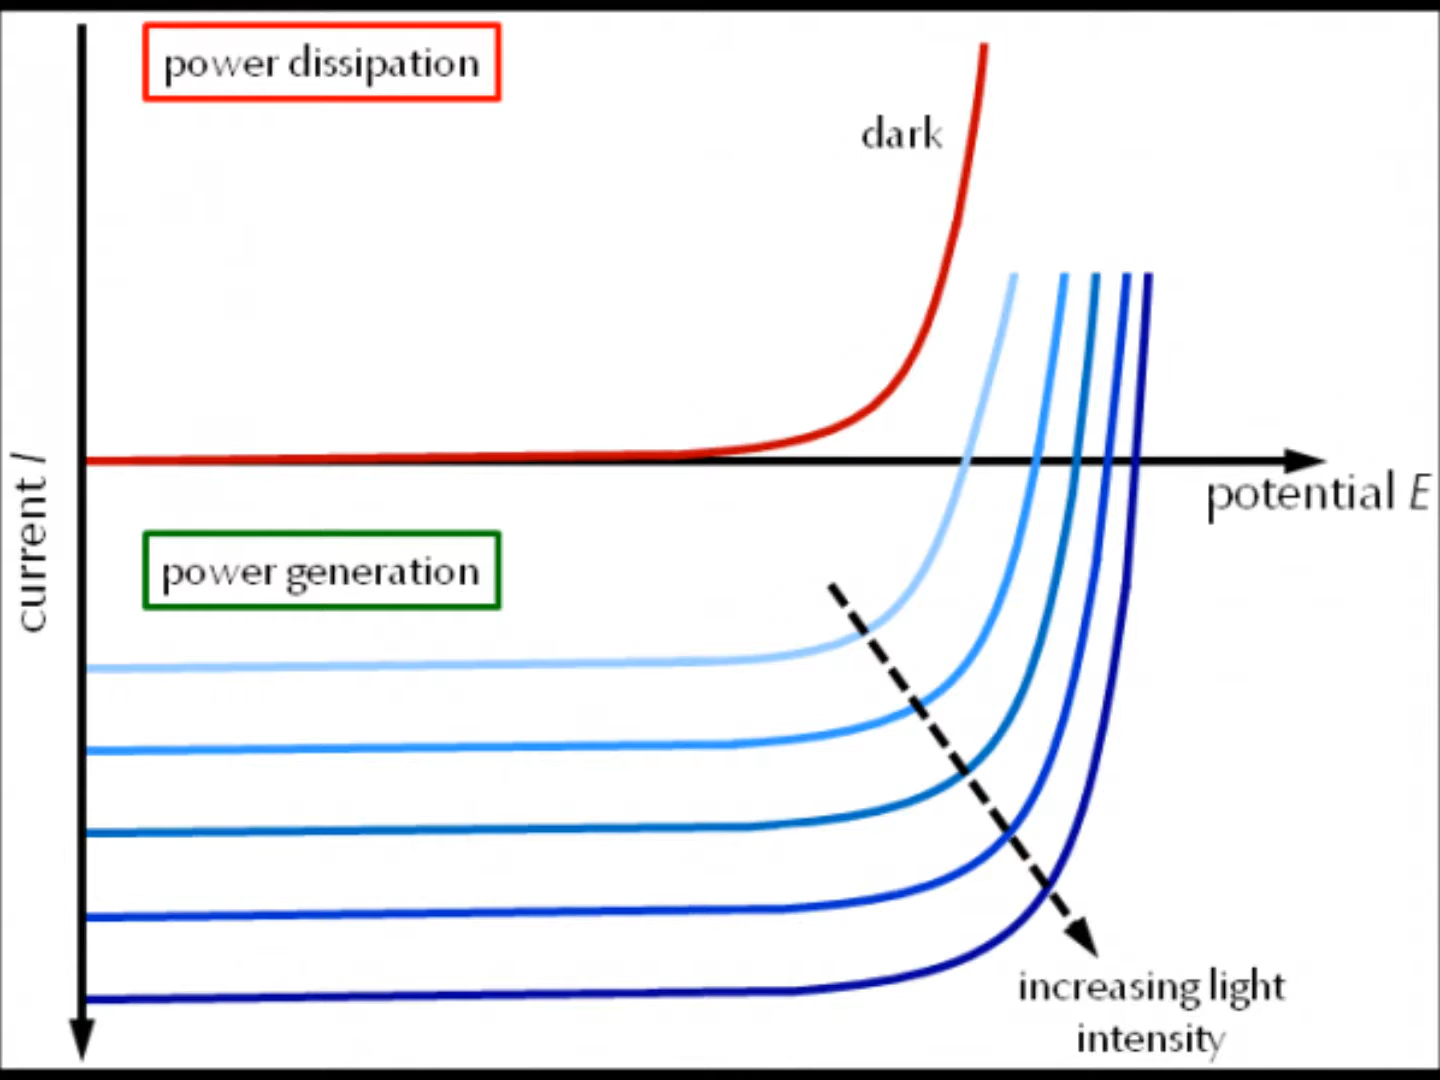 power dissipation
dark
current I
potential E
power generation
increasing light
intensity